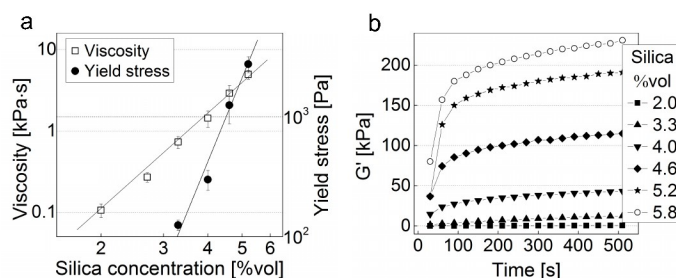 a
Viscosity
Yield stress
Viscosity [kPa·s]
10
1
0.1
Yield stress [Pa]
10³
10²
2
3
4
5
6
Silica concentration [%vol]
b
G' [kPa]
200
150
100
50
0
0
100
200
300
400
500
Time [s]
Silica
%vol
2.0
3.3
4.0
4.6
5.2
5.8